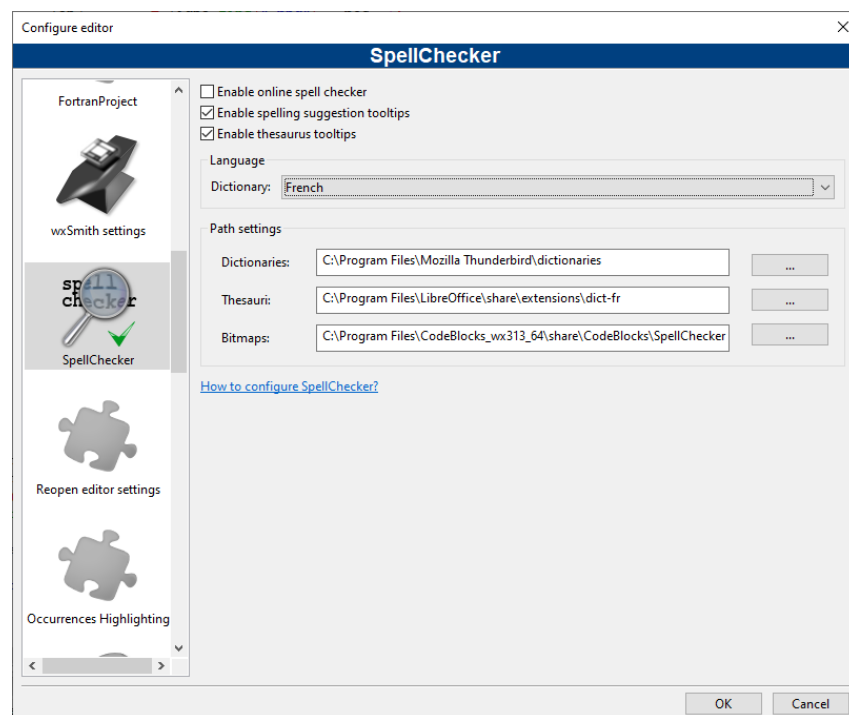 Configure editor
SpellChecker
FortranProject
wxSmith settings
spell
checker
SpellChecker
Reopen editor settings
Occurrences Highlighting
Enable online spell checker
Enable spelling suggestion tooltips
Enable thesaurus tooltips
Language
Dictionary: French
Path settings
Dictionaries: C:\Program Files\Mozilla Thunderbird\dictionaries ...
Thesauri: C:\Program Files\LibreOffice\share\extensions\dict-fr ...
Bitmaps: C:\Program Files\CodeBlocks_wx313_64\share\CodeBlocks\SpellChecker ...
How to configure SpellChecker?
OK Cancel